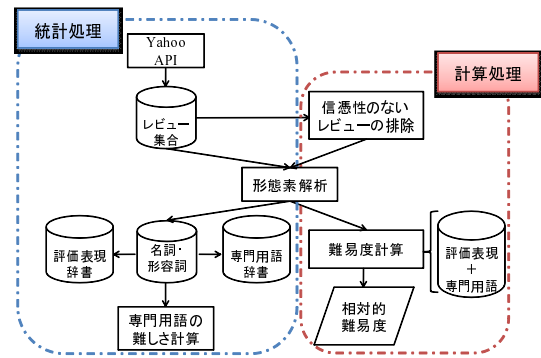 統計処理
Yahoo
API
計算処理
レビュー
集合
信憑性のない
レビューの排除
形態素解析
評価表現
辞書
名詞・
形容詞
専門用語
辞書
難易度計算
評価表現
+
専門用語
専門用語の
難しさ計算
相対的
難易度